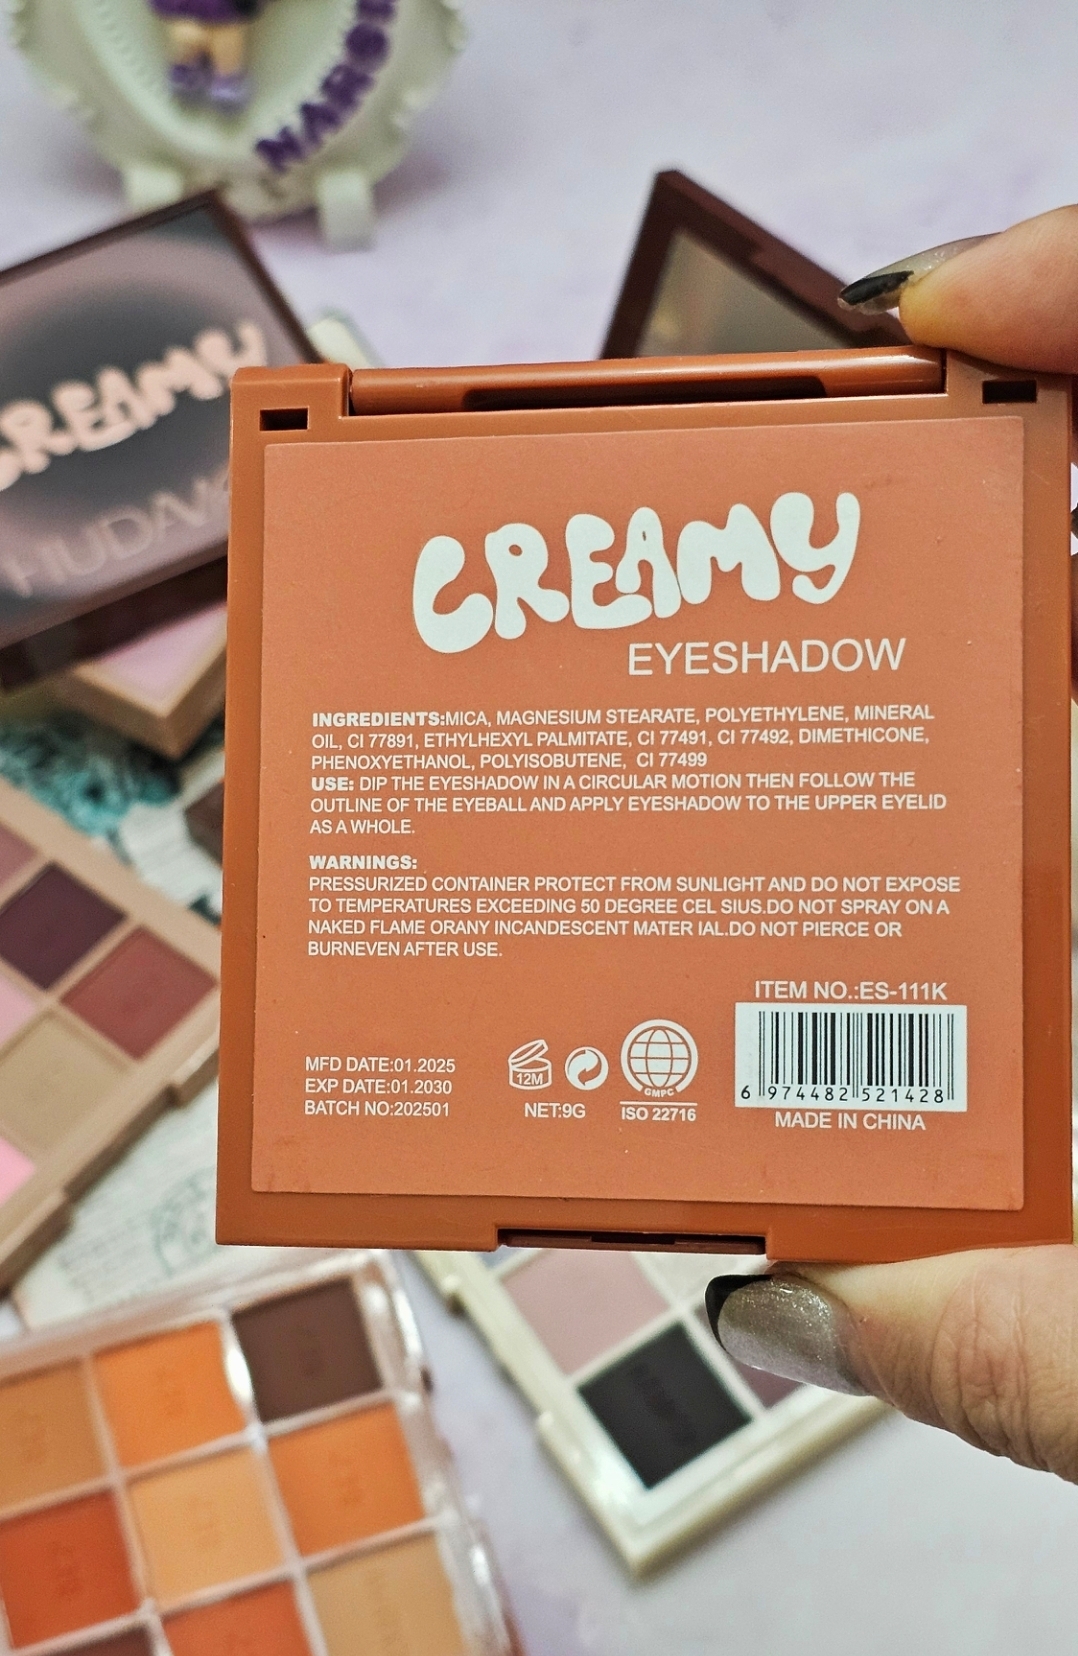 NARG
CREAMY
HUDA
CREAMY
EYESHADOW
INGREDIENTS:MICA, MAGNESIUM STEARATE, POLYETHYLENE, MINERAL
OIL, CI 77891, ETHYLHEXYL PALMITATE, CI 77491, CI 77492, DIMETHICONE,
PHENOXYETHANOL, POLYISOBUTENE, CI 77499
USE: DIP THE EYESHADOW IN A CIRCULAR MOTION THEN FOLLOW THE
OUTLINE OF THE EYEBALL AND APPLY EYESHADOW TO THE UPPER EYELID
AS A WHOLE.
WARNINGS:
PRESSURIZED CONTAINER PROTECT FROM SUNLIGHT AND DO NOT EXPOSE
TO TEMPERATURES EXCEEDING 50 DEGREE CEL SIUS.DO NOT SPRAY ON A
NAKED FLAME ORANY INCANDESCENT MATER IAL.DO NOT PIERCE OR
BURNEVEN AFTER USE.
ITEM NO.:ES-111K
MFD DATE:01.2025
EXP DATE:01.2030
BATCH NO:202501
12M
NET:9G
GMPC
ISO 22716
6 974482 521428
MADE IN CHINA